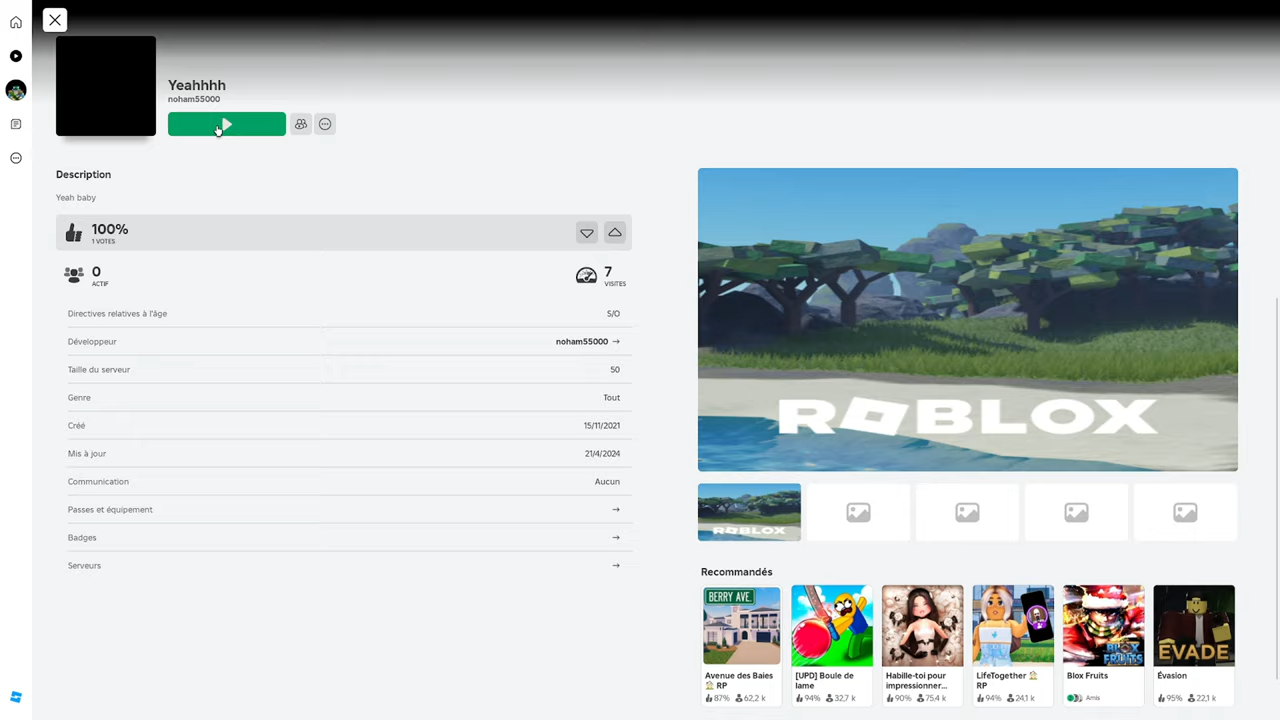 Yeahhhh
noham55000
Description
Yeah baby
100%
1 VOTES
0
ACTIF
7
VISITES
Directives relatives à l'âge
S/O
Développeur
noham55000 →
Taille du serveur
50
Genre
Tout
Créé
15/11/2021
Mis à jour
21/4/2024
Communication
Aucun
Passes et équipement
→
Badges
→
Serveurs
→
ROBLOX
ROBLOX
Recommandés
BERRY AVE.
BLOX
FRUITS
EVADE
Avenue des Baies
🏠 RP
87% 62,2 k
[UPD] Boule de
lame
94% 32,7 k
Habille-toi pour
impressionner...
90% 75,4 k
LifeTogether 🏠
RP
94% 24,1 k
Blox Fruits
Amis
Évasion
95% 22,1 k